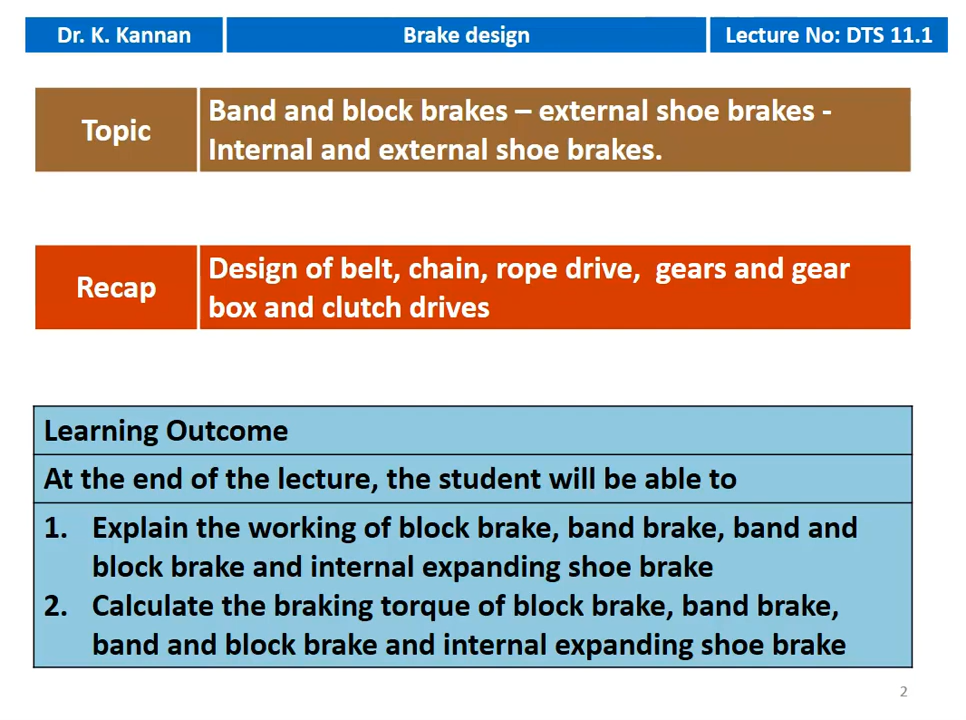 Dr. K. Kannan
Brake design
Lecture No: DTS 11.1
Topic
Band and block brakes – external shoe brakes -
Internal and external shoe brakes.
Recap
Design of belt, chain, rope drive,  gears and gear
box and clutch drives
Learning Outcome
At the end of the lecture, the student will be able to
1. Explain the working of block brake, band brake, band and
block brake and internal expanding shoe brake
2. Calculate the braking torque of block brake, band brake,
band and block brake and internal expanding shoe brake
2